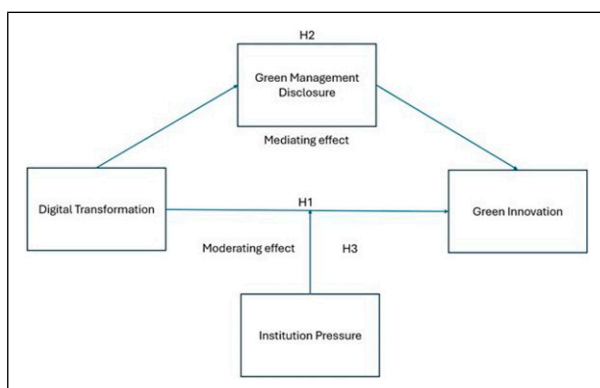 H2
Green Management
Disclosure
Mediating effect
Digital Transformation
H1
Green Innovation
Moderating effect
H3
Institution Pressure